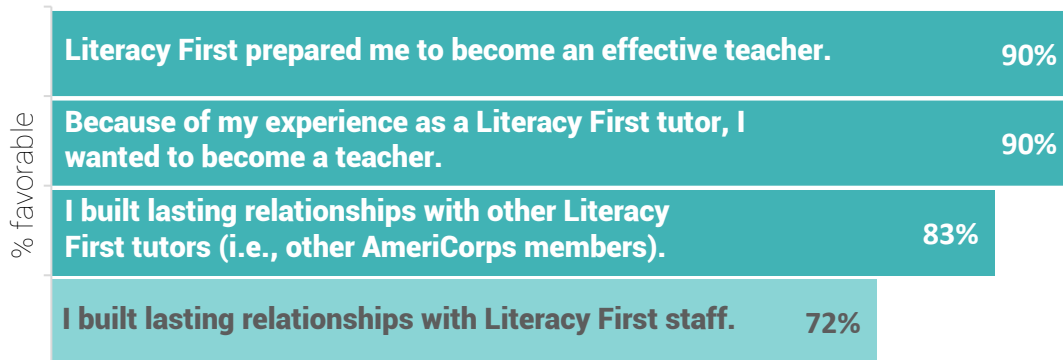 % favorable
Literacy First prepared me to become an effective teacher. 90%
Because of my experience as a Literacy First tutor, I
wanted to become a teacher.
90%
I built lasting relationships with other Literacy
First tutors (i.e., other AmeriCorps members).
83%
I built lasting relationships with Literacy First staff. 72%